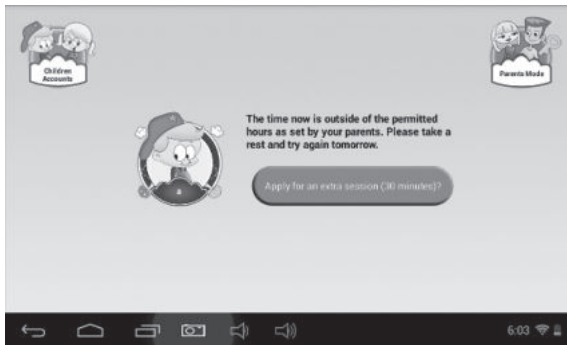 Children
Accounts
Parents Mode
The time now is outside of the permitted
hours as set by your parents. Please take a
rest and try again tomorrow.
a
Apply for an extra session (30 minutes)?
6:03